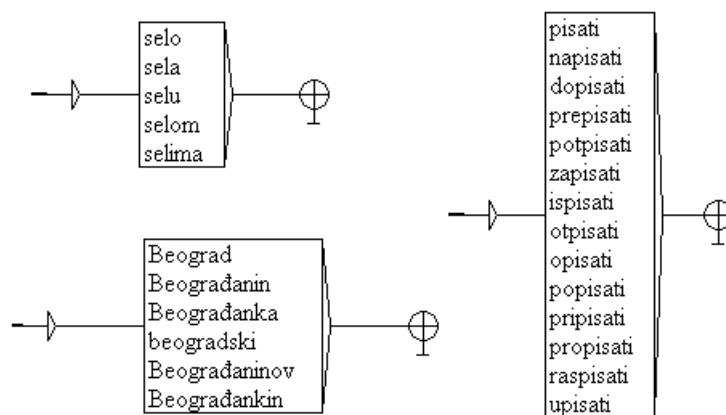 selo
sela
selu
selom
selima
Beograd
Beograđanin
Beograđanka
beogradski
Beograđaninov
Beograđankin
pisati
napisati
dopisati
prepisati
potpisati
zapisati
ispisati
otpisati
opisati
popisati
pripisati
propisati
raspisati
upisati